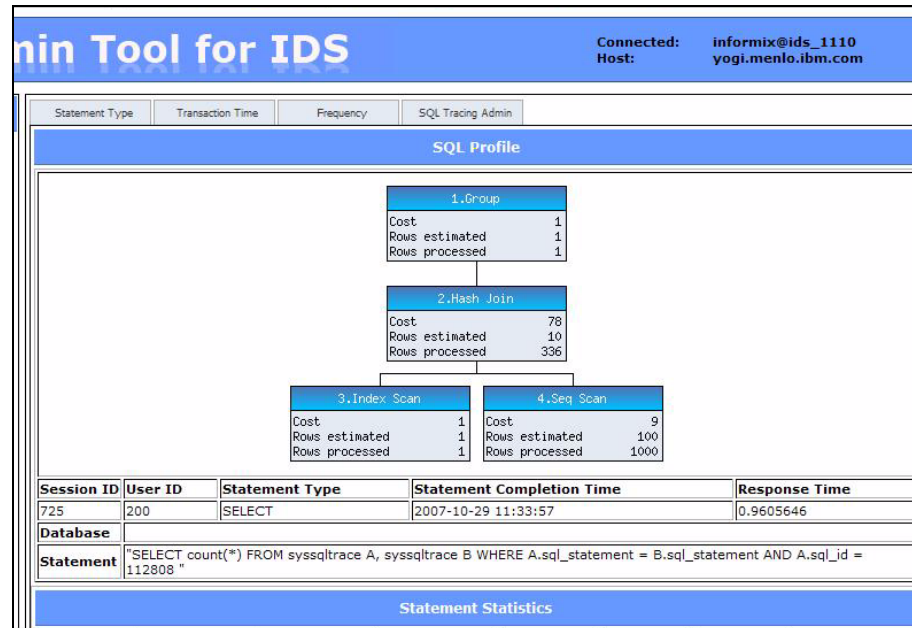 min Tool for IDS
Connected: informix@ids_1110
Host: yogi.menlo.ibm.com
Statement Type Transaction Time Frequency SQL Tracing Admin
SQL Profile
1.Group
Cost 1
Rows estimated 1
Rows processed 1
2.Hash Join
Cost 78
Rows estimated 10
Rows processed 336
3.Index Scan
Cost 1
Rows estimated 1
Rows processed 1
4.Seq Scan
Cost 9
Rows estimated 100
Rows processed 1000
Session ID User ID Statement Type Statement Completion Time Response Time
725 200 SELECT 2007-10-29 11:33:57 0.9605646
Database
Statement "SELECT count(*) FROM syssqltrace A, syssqltrace B WHERE A.sql_statement = B.sql_statement AND A.sql_id =
112808 "
Statement Statistics